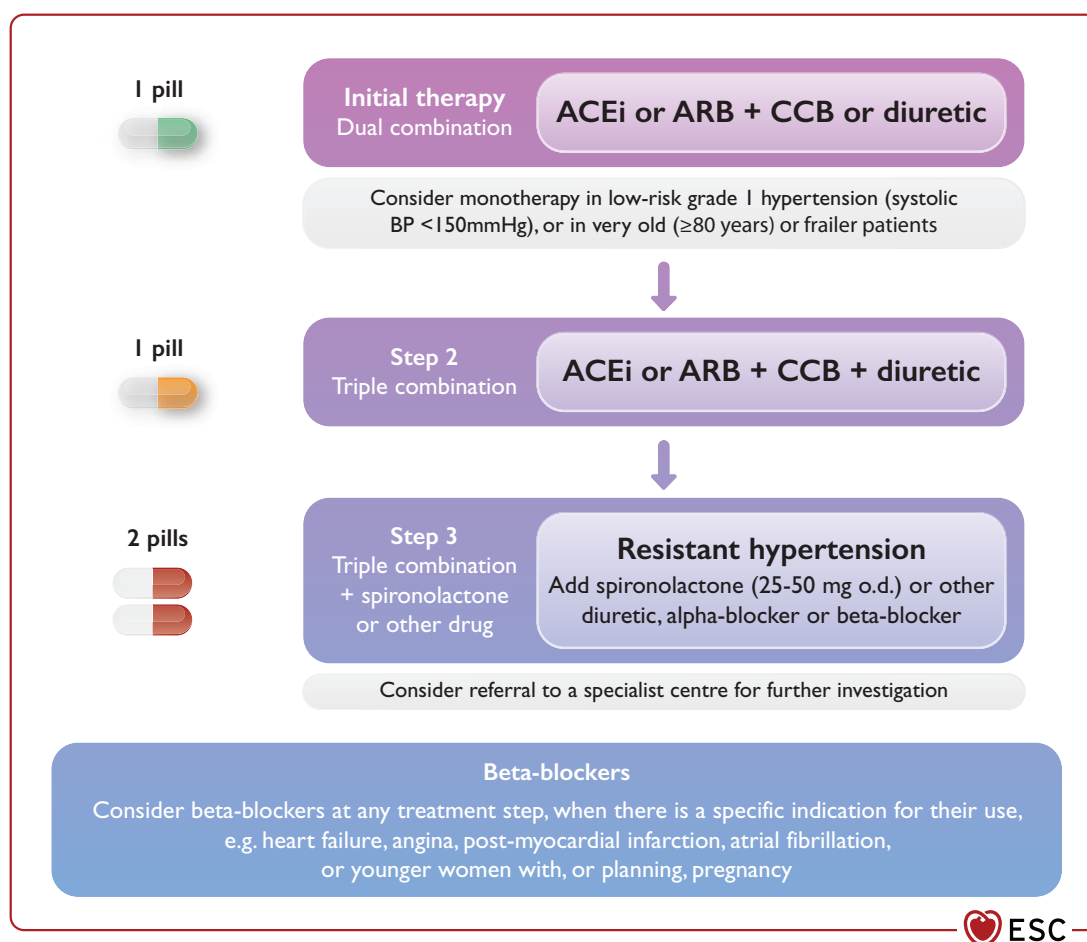 1 pill
Initial therapy
Dual combination
ACEi or ARB + CCB or diuretic
Consider monotherapy in low-risk grade 1 hypertension (systolic
BP <150mmHg), or in very old (≥80 years) or frailer patients
1 pill
Step 2
Triple combination
ACEi or ARB + CCB + diuretic
2 pills
Step 3
Triple combination
+ spironolactone
or other drug
Resistant hypertension
Add spironolactone (25-50 mg o.d.) or other
diuretic, alpha-blocker or beta-blocker
Consider referral to a specialist centre for further investigation
Beta-blockers
Consider beta-blockers at any treatment step, when there is a specific indication for their use,
e.g. heart failure, angina, post-myocardial infarction, atrial fibrillation,
or younger women with, or planning, pregnancy
ESC